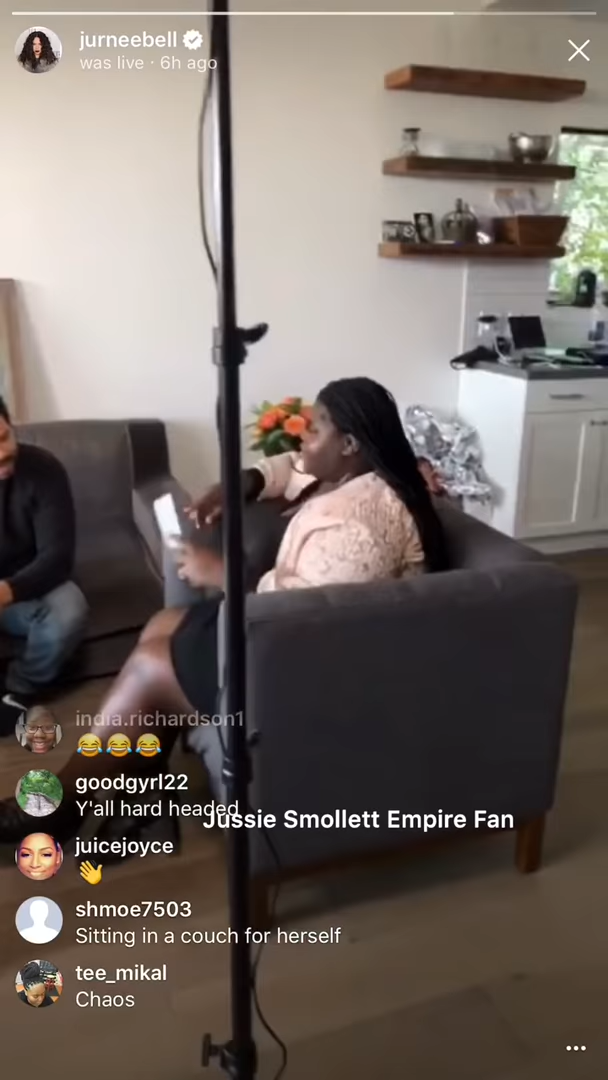 jurneebell
was live · 6h ago
india.richardson1
😂😂😂
goodgyrl22
Y'all hard headed
Jussie Smollett Empire Fan
juicejoyce
👋
shmoe7503
Sitting in a couch for herself
tee_mikal
Chaos